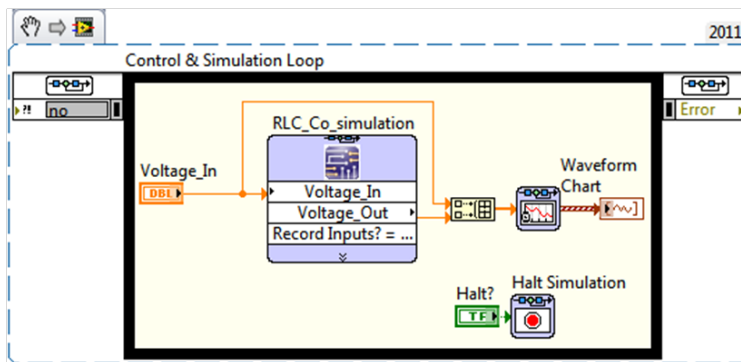 2011
Control & Simulation Loop
?!
no
Error
RLC_Co_simulation
Voltage_In
DBL
Voltage_In
Voltage_Out
Record Inputs? = ...
Waveform
Chart
Halt?
Halt Simulation
TF